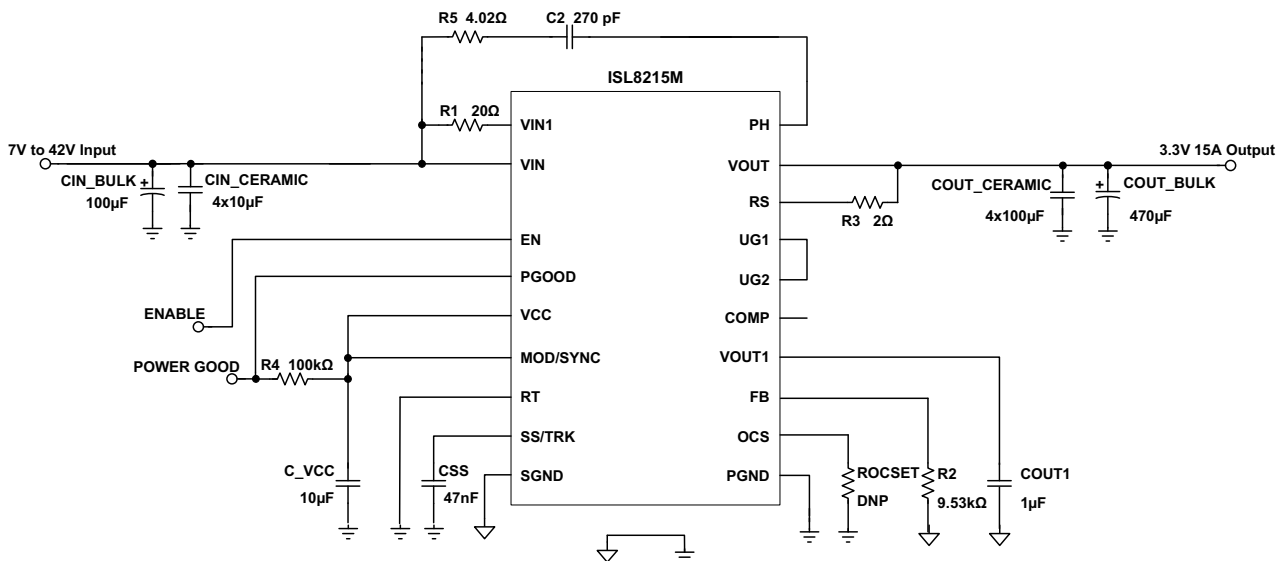 R5 4.02Ω
C2 270 pF
ISL8215M
R1 20Ω
VIN1
PH
7V to 42V Input
VIN
VOUT
3.3V 15A Output
CIN_BULK
+
100µF
CIN_CERAMIC
4x10µF
RS
R3 2Ω
COUT_CERAMIC
4x100µF
+
COUT_BULK
470µF
EN
UG1
PGOOD
UG2
ENABLE
VCC
COMP
POWER GOOD
R4 100kΩ
MOD/SYNC
VOUT1
RT
FB
SS/TRK
OCS
C_VCC
10µF
CSS
47nF
SGND
PGND
ROCSET
DNP
R2
9.53kΩ
COUT1
1µF